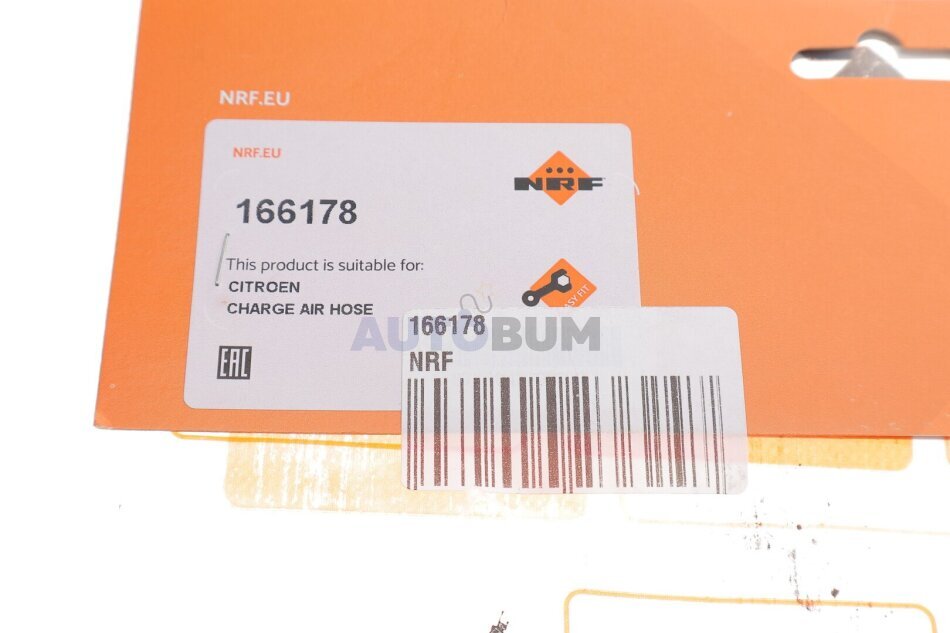 NRF.EU
NRF.EU
NRF
166178
This product is suitable for:
CITROEN
CHARGE AIR HOSE
EASY FIT
AUTOBUM
166178
NRF
EAC